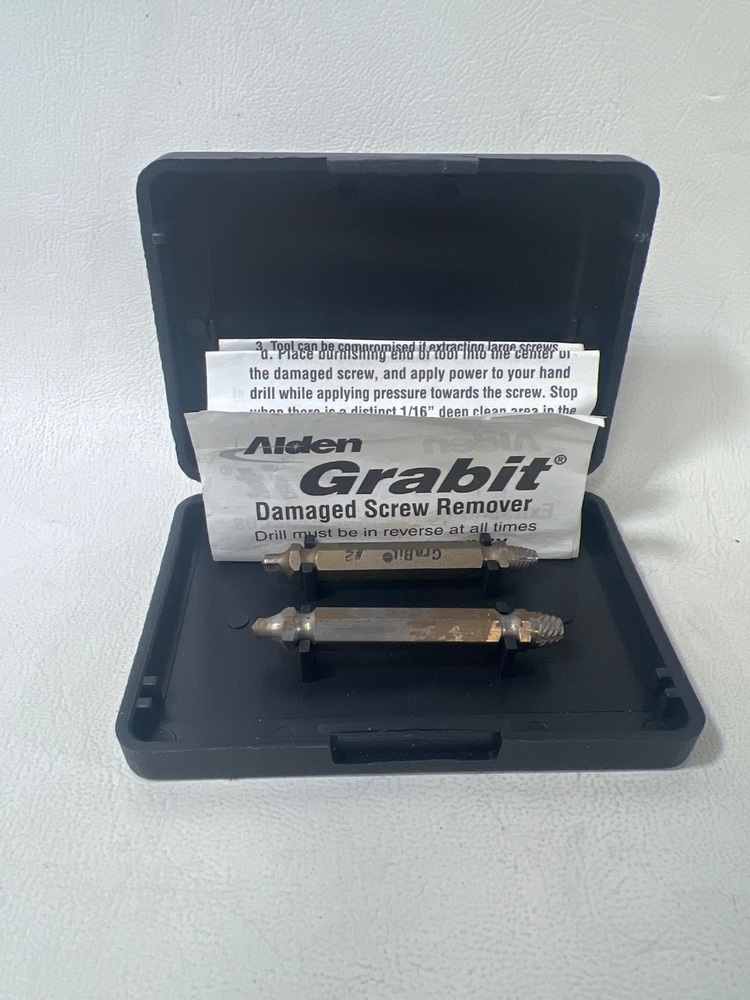 3. Tool can be compromised if extracting large screws
d. Place burnishing end of tool into the center of
the damaged screw, and apply power to your hand
drill while applying pressure towards the screw. Stop
when there is a distinct 1/16” deep clean area in the
Alden
Grabit®
Damaged Screw Remover
Drill must be in reverse at all times
GraBit #2